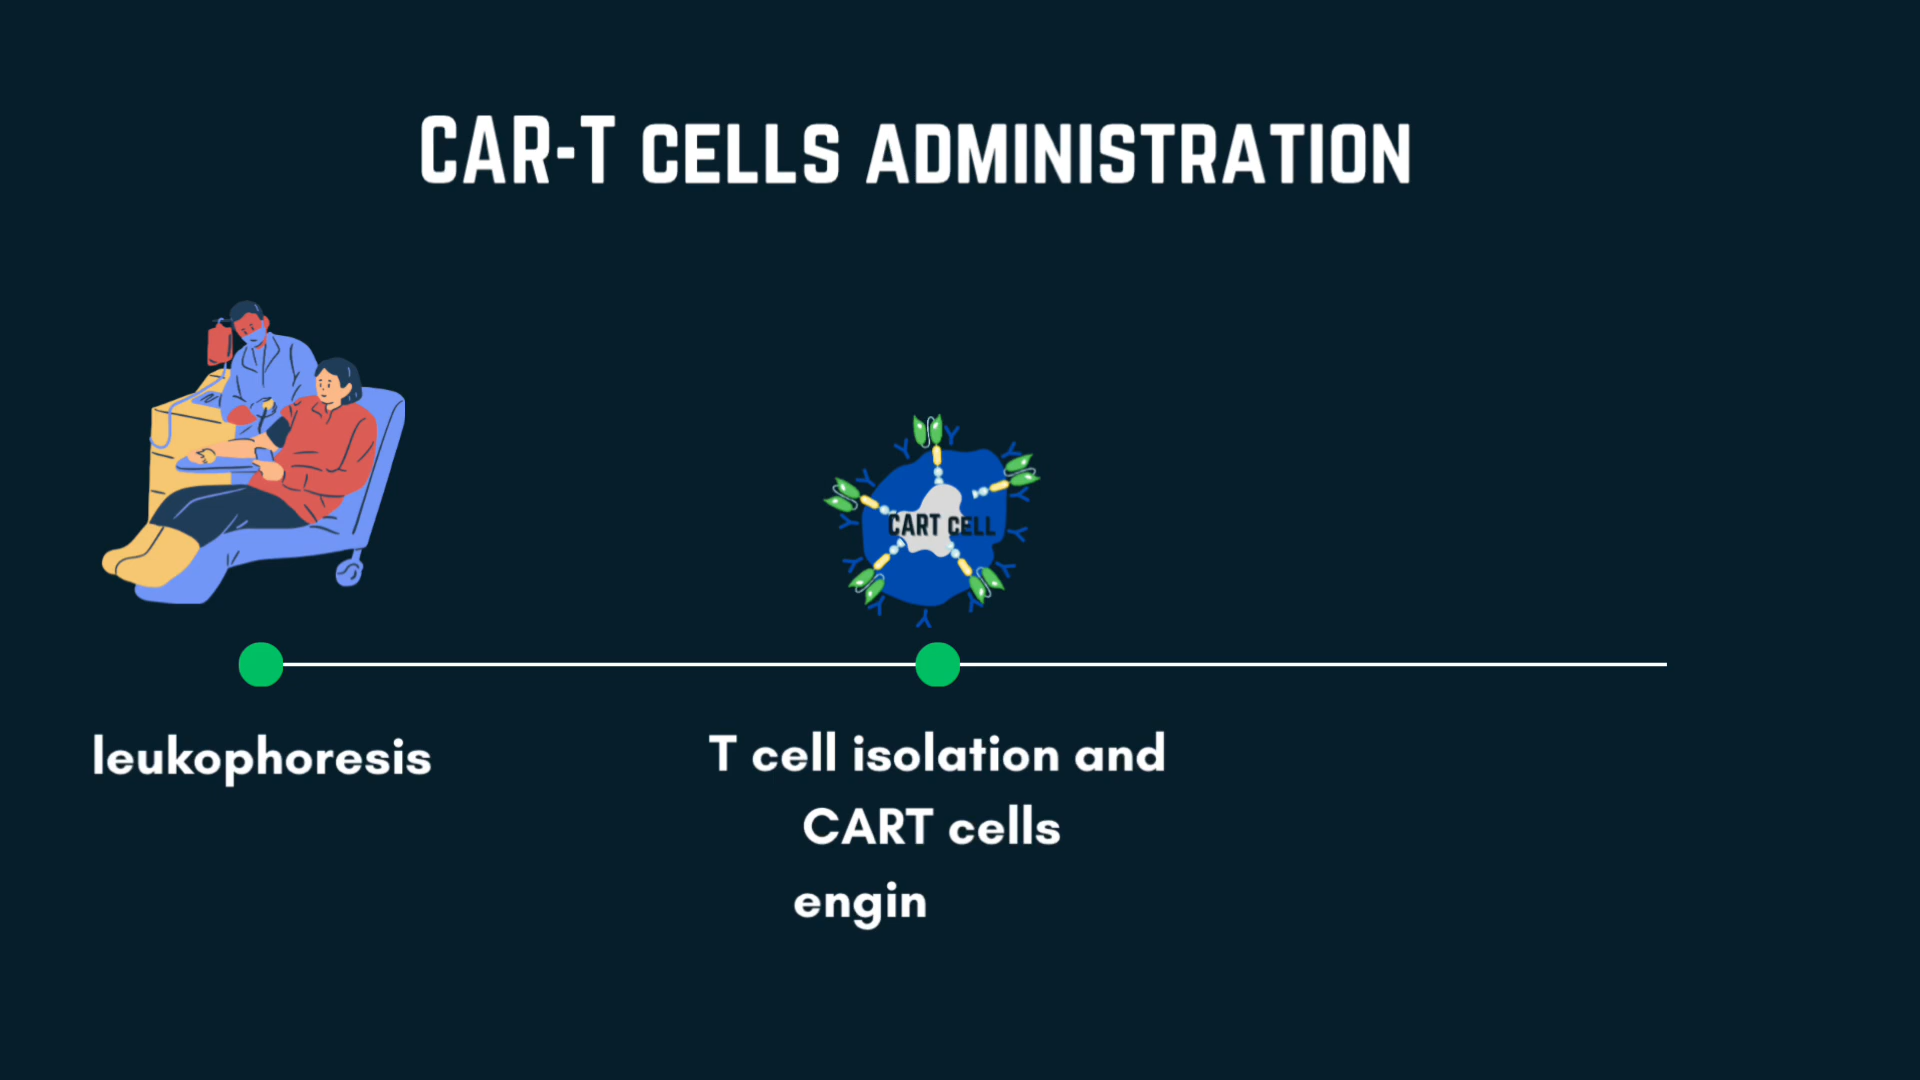 CAR-T CELLS ADMINISTRATION
CART CELL
leukophoresis
T cell isolation and
CART cells
engin